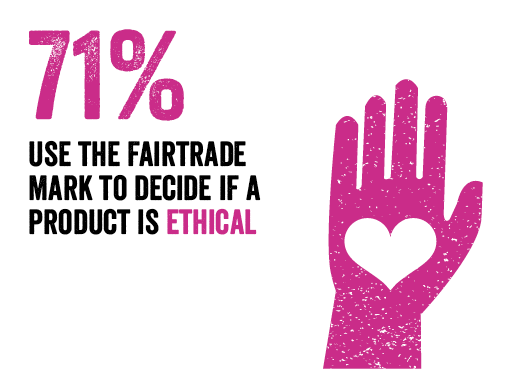 71%
USE THE FAIRTRADE
MARK TO DECIDE IF A
PRODUCT IS ETHICAL